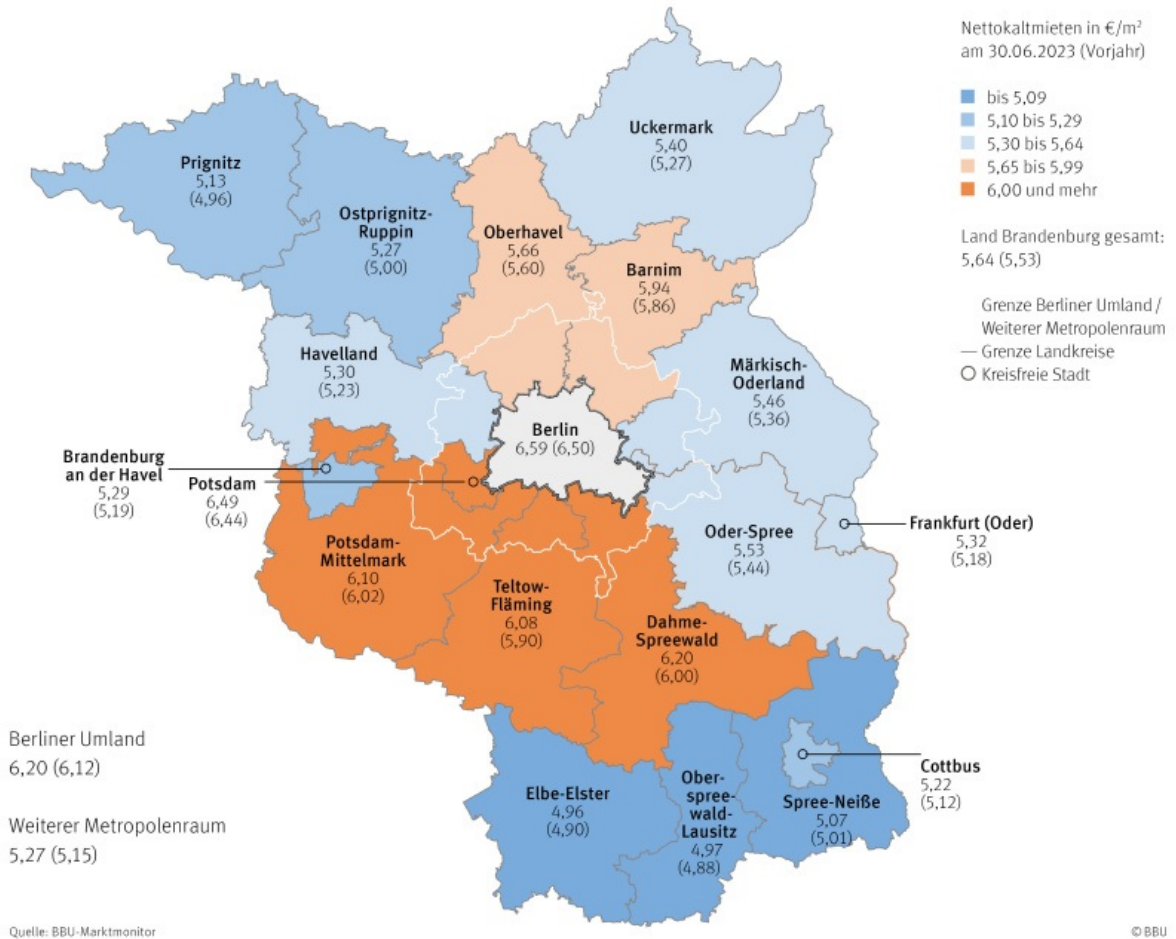 Nettokaltmieten in €/m²
am 30.06.2023 (Vorjahr)
bis 5,09
5,10 bis 5,29
5,30 bis 5,64
5,65 bis 5,99
6,00 und mehr
Land Brandenburg gesamt:
5,64 (5,53)
Grenze Berliner Umland /
Weiterer Metropolenraum
Grenze Landkreise
Kreisfreie Stadt
Uckermark
5,40
(5,27)
Prignitz
5,13
(4,96)
Ostprignitz-
Ruppin
5,27
(5,00)
Oberhavel
5,66
(5,60)
Barnim
5,94
(5,86)
Havelland
5,30
(5,23)
Märkisch-
Oderland
5,46
(5,36)
Berlin
6,59 (6,50)
Brandenburg
an der Havel
5,29
(5,19)
Potsdam
6,49
(6,44)
Frankfurt (Oder)
5,32
(5,18)
Oder-Spree
5,53
(5,44)
Potsdam-
Mittelmark
6,10
(6,02)
Teltow-
Fläming
6,08
(5,90)
Dahme-
Spreewald
6,20
(6,00)
Berliner Umland
6,20 (6,12)
Weiterer Metropolenraum
5,27 (5,15)
Elbe-Elster
4,96
(4,90)
Ober-
spree-
wald-
Lausitz
4,97
(4,88)
Spree-Neiße
5,07
(5,01)
Cottbus
5,22
(5,12)
Quelle: BBU-Marktmonitor
© BBU